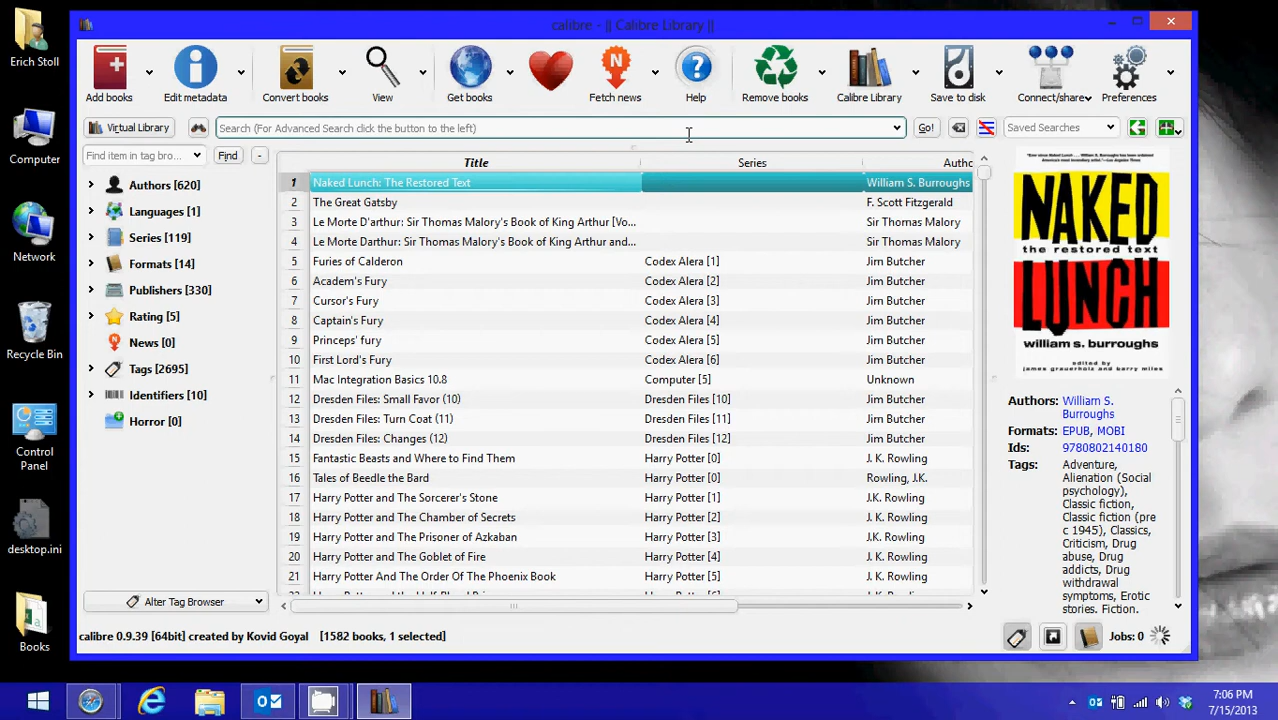 calibre - || Calibre Library ||
Erich Stoll
Computer
Network
Recycle Bin
Control
Panel
desktop.ini
Books
Add books
Edit metadata
Convert books
View
Get books
Fetch news
Help
Remove books
Calibre Library
Save to disk
Connect/share
Preferences
Virtual Library
Search (For Advanced Search click the button to the left)
Go!
Saved Searches
Find item in tag bro...
Find
-
Authors [620]
Languages [1]
Series [119]
Formats [14]
Publishers [330]
Rating [5]
News [0]
Tags [2695]
Identifiers [10]
Horror [0]
Alter Tag Browser
Title Series Autho
1 Naked Lunch: The Restored Text William S. Burroughs
2 The Great Gatsby F. Scott Fitzgerald
3 Le Morte D'arthur: Sir Thomas Malory's Book of King Arthur [Vo... Sir Thomas Malory
4 Le Morte Darthur: Sir Thomas Malory's Book of King Arthur and... Sir Thomas Malory
5 Furies of Calderon Codex Alera [1] Jim Butcher
6 Academ's Fury Codex Alera [2] Jim Butcher
7 Cursor's Fury Codex Alera [3] Jim Butcher
8 Captain's Fury Codex Alera [4] Jim Butcher
9 Princeps' fury Codex Alera [5] Jim Butcher
10 First Lord's Fury Codex Alera [6] Jim Butcher
11 Mac Integration Basics 10.8 Computer [5] Unknown
12 Dresden Files: Small Favor (10) Dresden Files [10] Jim Butcher
13 Dresden Files: Turn Coat (11) Dresden Files [11] Jim Butcher
14 Dresden Files: Changes (12) Dresden Files [12] Jim Butcher
15 Fantastic Beasts and Where to Find Them Harry Potter [0] J. K. Rowling
16 Tales of Beedle the Bard Harry Potter [0] Rowling, J.K.
17 Harry Potter and The Sorcerer's Stone Harry Potter [1] J.K. Rowling
18 Harry Potter and The Chamber of Secrets Harry Potter [2] J. K. Rowling
19 Harry Potter and The Prisoner of Azkaban Harry Potter [3] J.K. Rowling
20 Harry Potter and The Goblet of Fire Harry Potter [4] J. K. Rowling
21 Harry Potter And The Order Of The Phoenix Book Harry Potter [5] J. K. Rowling
NAKED
the restored text
LUNCH
william s. burroughs
edited by
james grauerholz and barry miles
Authors: William S.
Burroughs
Formats: EPUB, MOBI
Ids: 9780802140180
Tags: Adventure,
Alienation (Social
psychology),
Classic fiction,
Classic fiction (pre
c 1945), Classics,
Criticism, Drug
abuse, Drug
addicts, Drug
withdrawal
symptoms, Erotic
stories, Fiction,
calibre 0.9.39 [64bit] created by Kovid Goyal [1582 books, 1 selected]
Jobs: 0
7:06 PM
7/15/2013